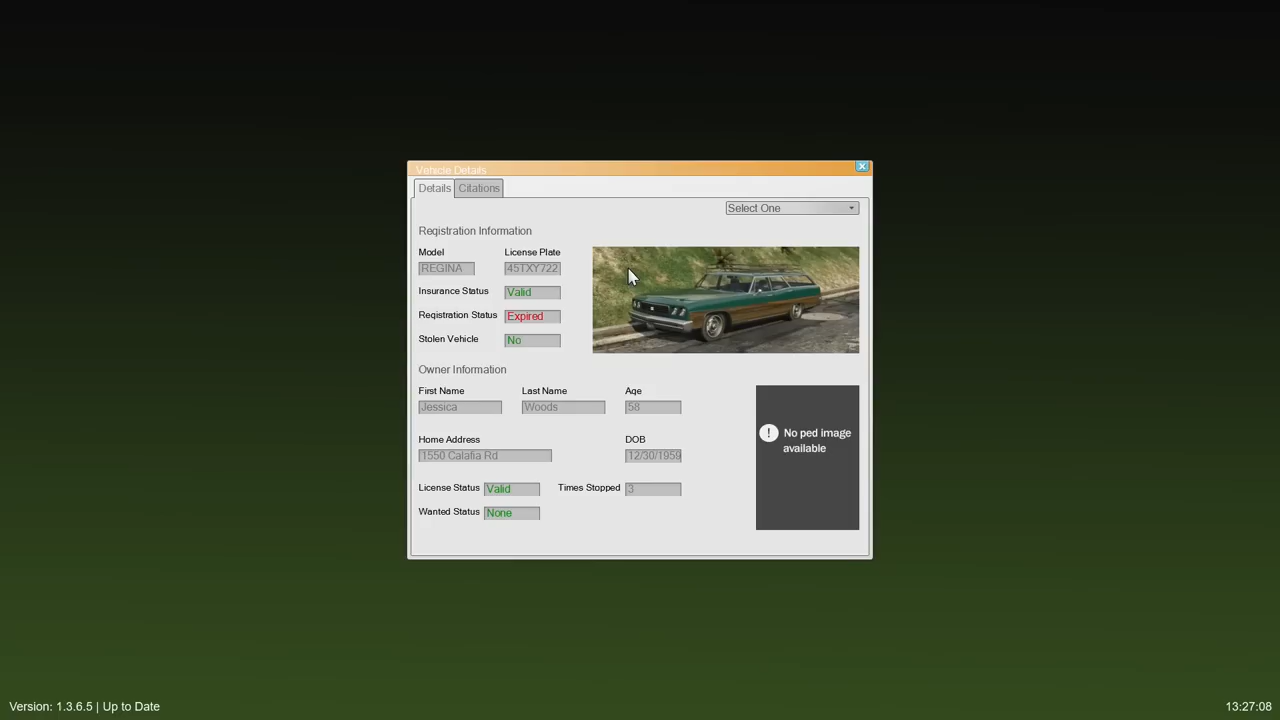 Vehicle Details
Details Citations
Select One
Registration Information
Model License Plate
REGINA 45TXY722
Insurance Status Valid
Registration Status Expired
Stolen Vehicle No
Owner Information
First Name Last Name Age
Jessica Woods 58
Home Address DOB
1550 Calafia Rd 12/30/1959
License Status Valid Times Stopped 3
Wanted Status None
! No ped image
available
Version: 1.3.6.5 | Up to Date
13:27:08